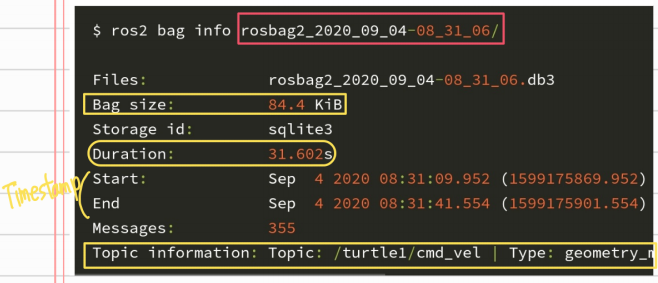 $ ros2 bag info rosbag2_2020_09_04-08_31_06/
Files: rosbag2_2020_09_04-08_31_06.db3
Bag size: 84.4 KiB
Storage id: sqlite3
Duration: 31.602s
Timestamp
Start: Sep 4 2020 08:31:09.952 (1599175869.952)
End Sep 4 2020 08:31:41.554 (1599175901.554)
Messages: 355
Topic information: Topic: /turtle1/cmd_vel | Type: geometry_m